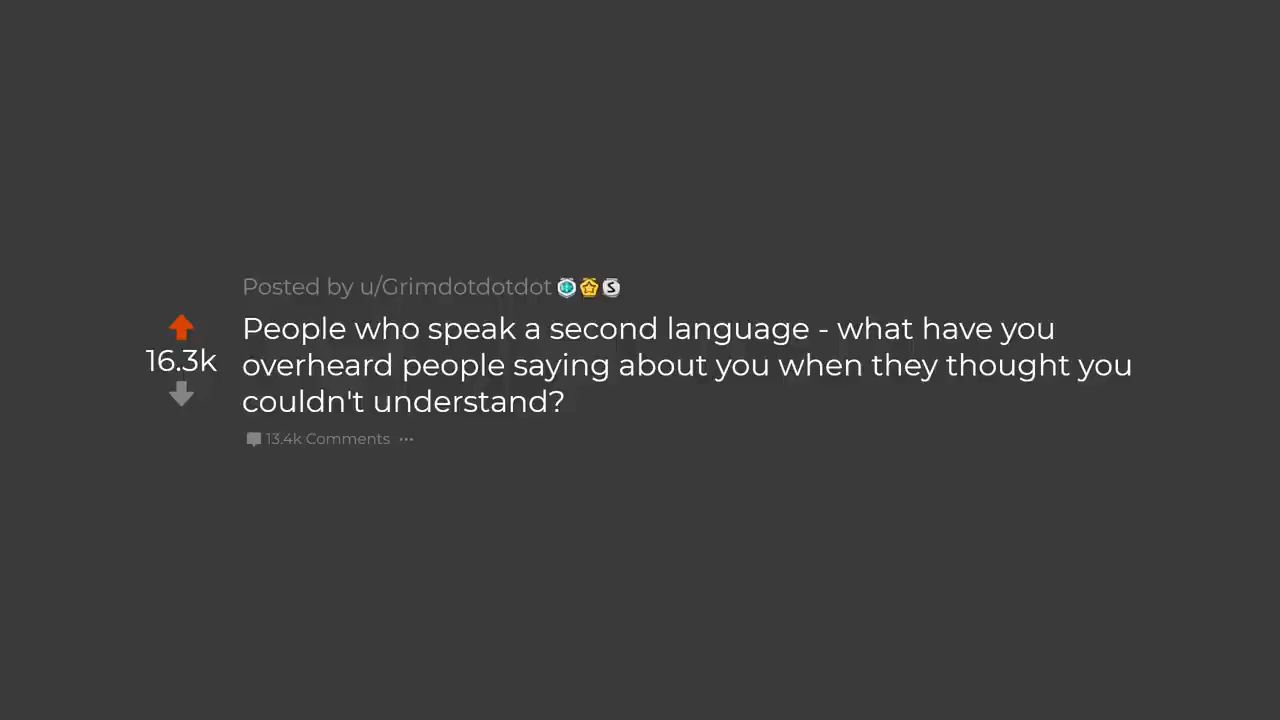 Posted by u/Grimdotdotdot
People who speak a second language - what have you
16.3k
overheard people saying about you when they thought you
couldn't understand?
13.4k Comments ···